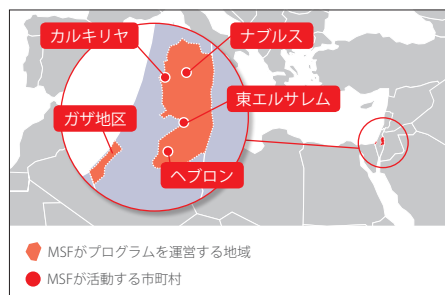 カルキリヤ
ナブルス
東エルサレム
ガザ地区
ヘブロン
MSFがプログラムを運営する地域
MSFが活動する市町村